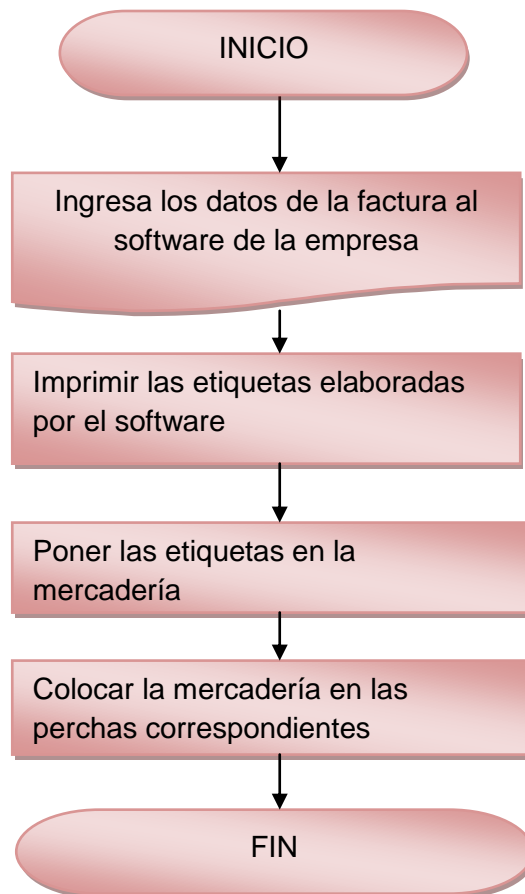 INICIO
Ingresa los datos de la factura al
software de la empresa
Imprimir las etiquetas elaboradas
por el software
Poner las etiquetas en la
mercadería
Colocar la mercadería en las
perchas correspondientes
FIN